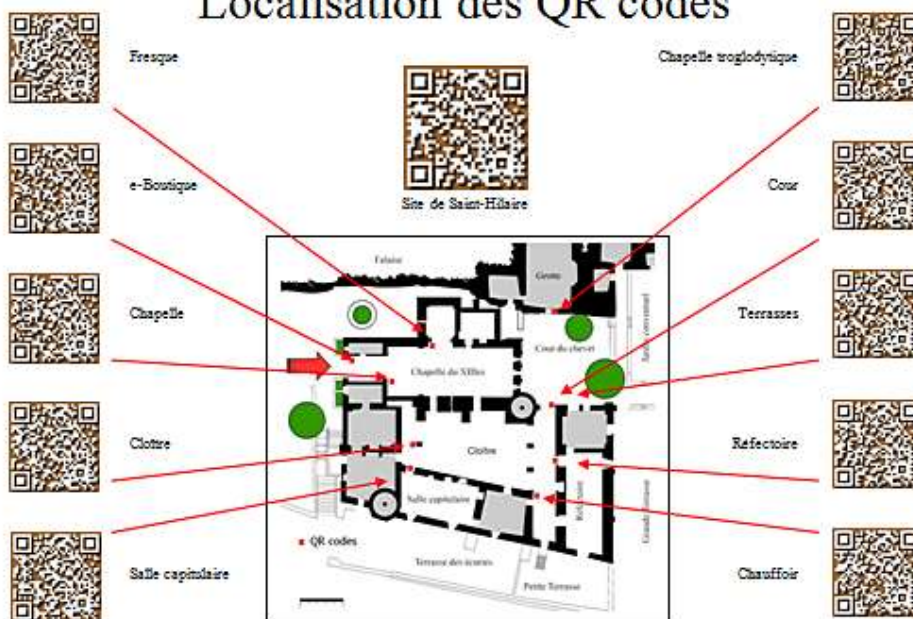 Localisation des QR codes
Fresque
Chapelle troglodytique
e-Boutique
Cour
Site de Saint-Hilaire
Chapelle
Terrasses
Cloître
Réfectoire
Salle capitulaire
Chauffoir
Falaise
Grotte
Cour du chevet
Chapelle du XIIIes
Cloître
Réfectoire
Salle capitulaire
QR codes
Terrasse des
Petite Terrasse
Grande terrasse